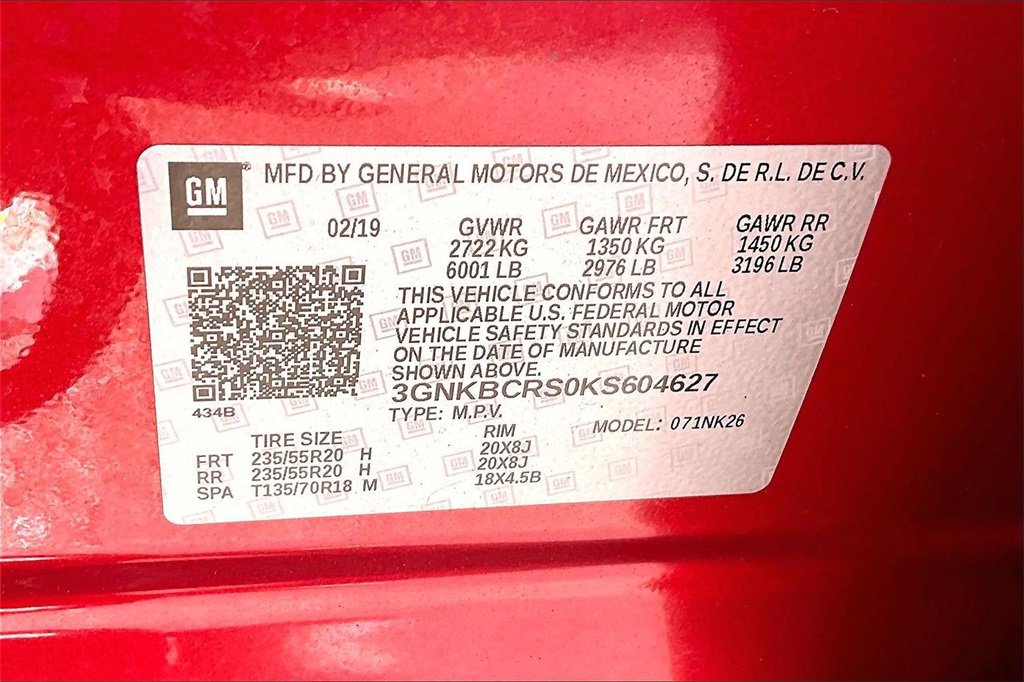 GM ® MFD BY GENERAL MOTORS DE MEXICO, S. DE R.L. DE C.V.
02/19 GVWR GAWR FRT GAWR RR
2722 KG 1350 KG 1450 KG
6001 LB 2976 LB 3196 LB
THIS VEHICLE CONFORMS TO ALL
APPLICABLE U.S. FEDERAL MOTOR
VEHICLE SAFETY STANDARDS IN EFFECT
ON THE DATE OF MANUFACTURE
SHOWN ABOVE.
3GNKBCRS0KS604627
434B
TYPE: M.P.V. MODEL: 071NK26
TIRE SIZE RIM
FRT 235/55R20 H 20X8J
RR 235/55R20 H 20X8J
SPA T135/70R18 M 18X4.5B